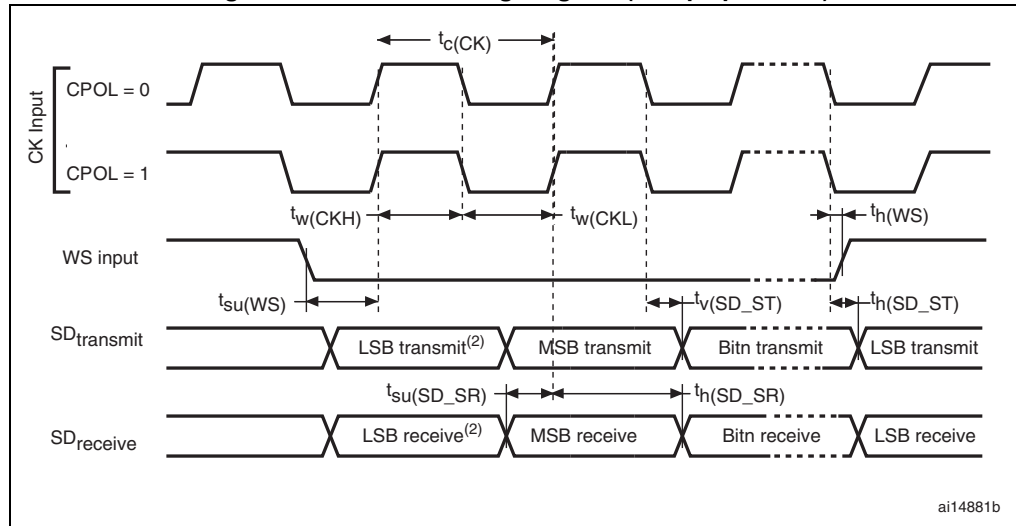 tc(CK)
CK Input
CPOL = 0
CPOL = 1
tw(CKH)
tw(CKL)
th(WS)
WS input
tsu(WS)
tv(SD_ST)
th(SD_ST)
SDtransmit
LSB transmit(2)
MSB transmit
Bitn transmit
LSB transmit
tsu(SD_SR)
th(SD_SR)
SDreceive
LSB receive(2)
MSB receive
Bitn receive
LSB receive
ai14881b